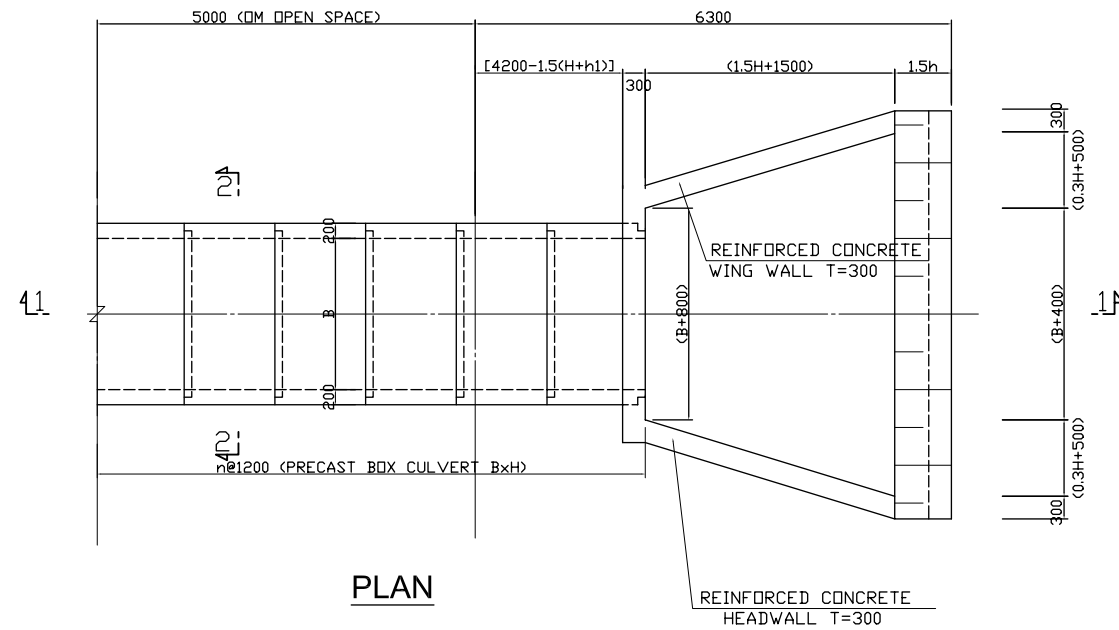 5000 (OM OPEN SPACE)
6300
[4200-1.5(H+h1)]
300
(1.5H+1500)
1.5h
300
(0.3H+500)
2
200
REINFORCED CONCRETE
WING WALL T=300
1
B
(B+800)
(B+400)
1
200
2
n@1200 (PRECAST BOX CULVERT BxH)
(0.3H+500)
300
PLAN
REINFORCED CONCRETE
HEADWALL T=300